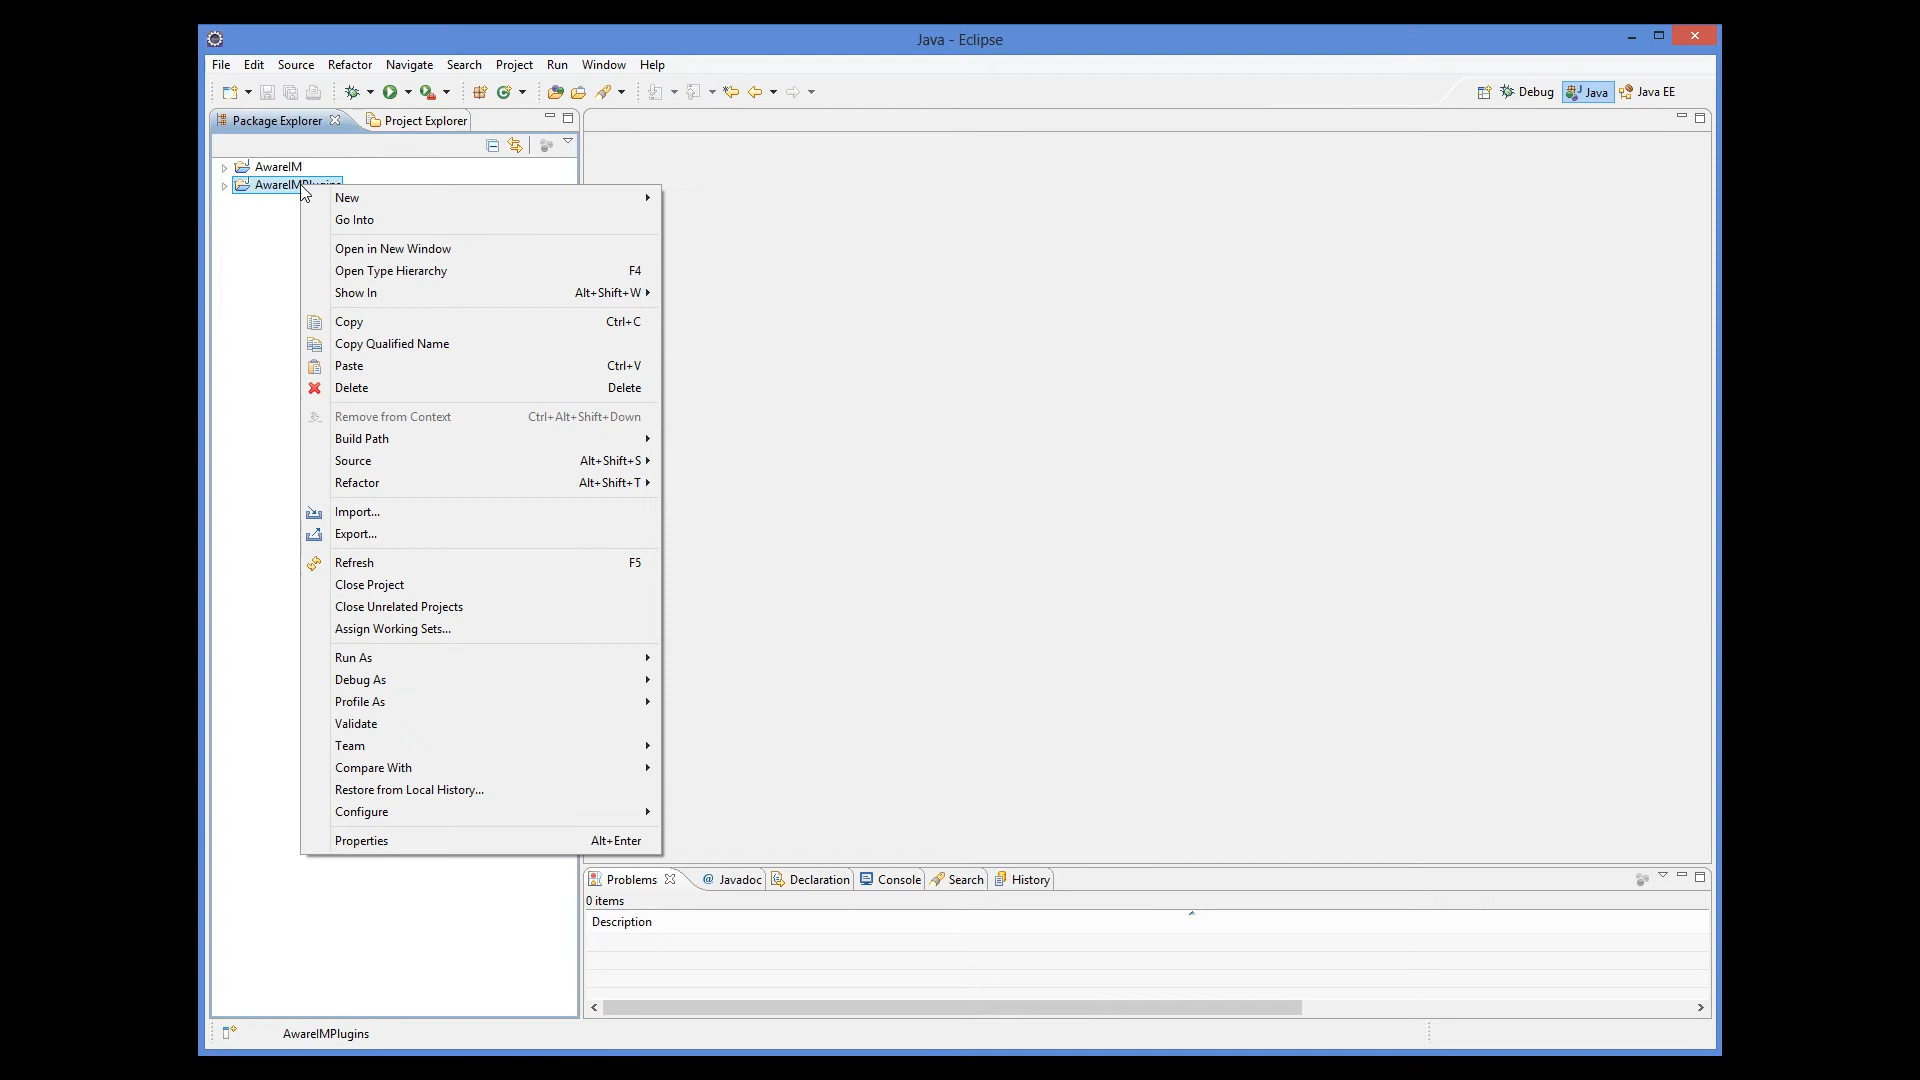 Java - Eclipse
File Edit Source Refactor Navigate Search Project Run Window Help
Debug Java Java EE
Package Explorer Project Explorer
AwareIM
AwareIMPlugins
New
Go Into
Open in New Window
Open Type Hierarchy F4
Show In Alt+Shift+W
Copy Ctrl+C
Copy Qualified Name
Paste Ctrl+V
Delete Delete
Remove from Context Ctrl+Alt+Shift+Down
Build Path
Source Alt+Shift+S
Refactor Alt+Shift+T
Import...
Export...
Refresh F5
Close Project
Close Unrelated Projects
Assign Working Sets...
Run As
Debug As
Profile As
Validate
Team
Compare With
Restore from Local History...
Configure
Properties Alt+Enter
Problems @ Javadoc Declaration Console Search History
0 items
Description
AwareIMPlugins